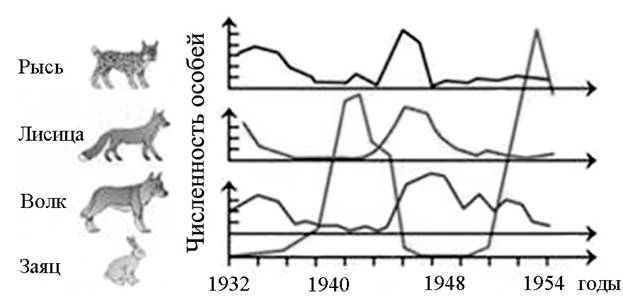 Рысь
Лисица
Волк
Заяц
Численность особей
1932 1940 1948 1954 годы